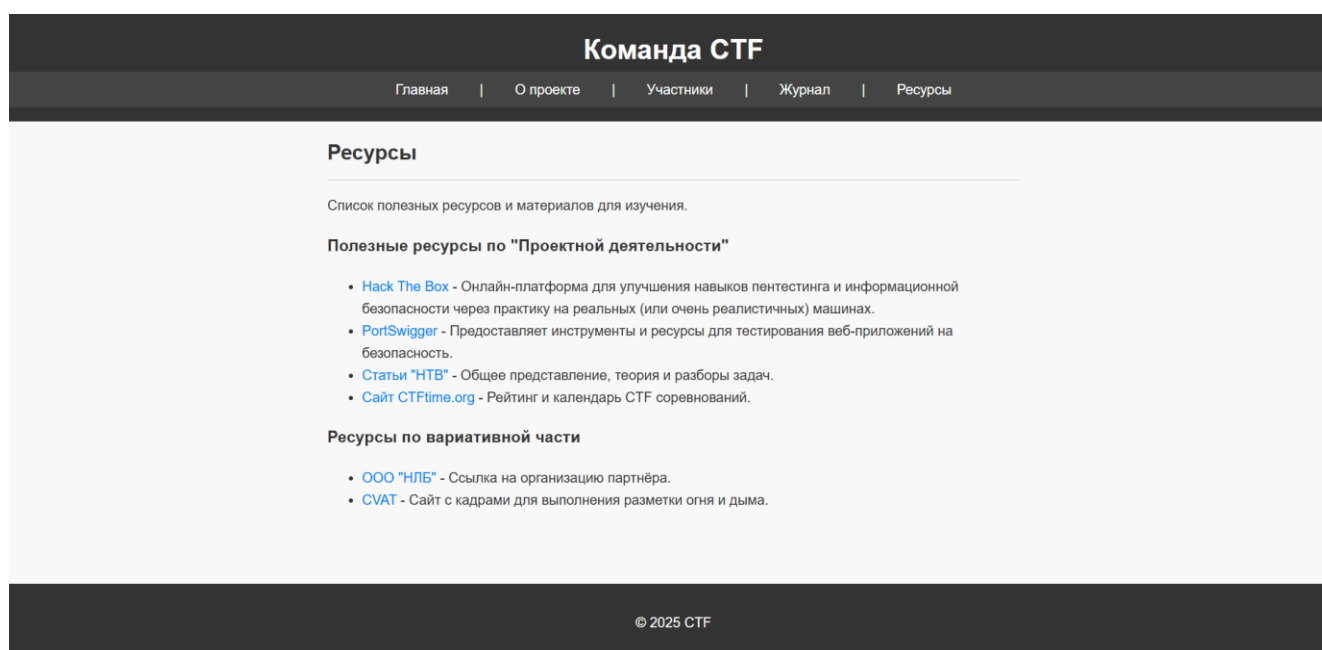 Команда CTF
Главная | О проекте | Участники | Журнал | Ресурсы
Ресурсы
Список полезных ресурсов и материалов для изучения.
Полезные ресурсы по "Проектной деятельности"
• Hack The Box - Онлайн-платформа для улучшения навыков пентестинга и информационной
безопасности через практику на реальных (или очень реалистичных) машинах.
• PortSwigger - Предоставляет инструменты и ресурсы для тестирования веб-приложений на
безопасность.
• Статьи "HTB" - Общее представление, теория и разборы задач.
• Сайт CTFtime.org - Рейтинг и календарь CTF соревнований.
Ресурсы по вариативной части
• ООО "НЛБ" - Ссылка на организацию партнёра.
• CVAT - Сайт с кадрами для выполнения разметки огня и дыма.
© 2025 CTF